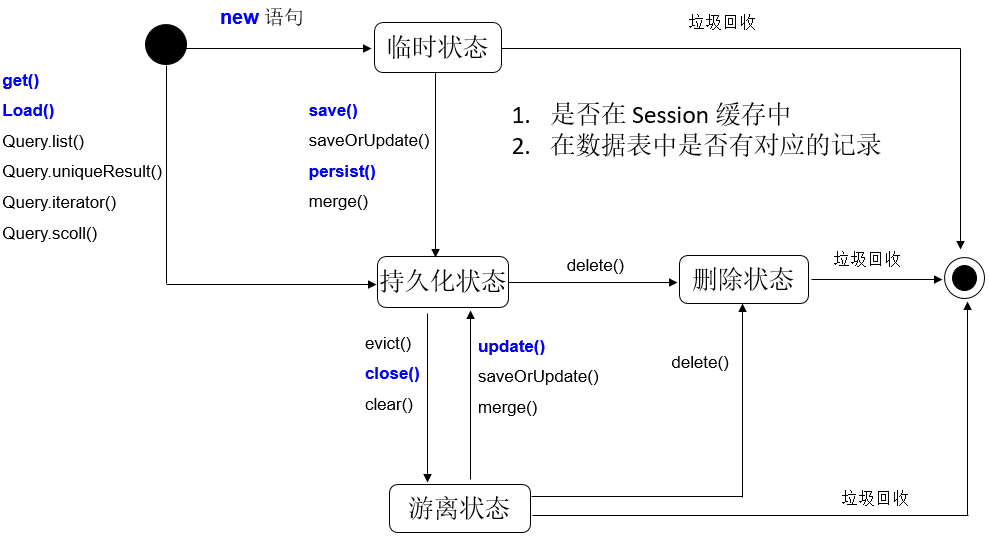 new 语句
垃圾回收
临时状态
get()
Load()
Query.list()
Query.uniqueResult()
Query.iterator()
Query.scoll()
save()
saveOrUpdate()
persist()
merge()
1. 是否在 Session 缓存中
2. 在数据表中是否有对应的记录
持久化状态
delete()
删除状态
垃圾回收
evict()
close()
clear()
update()
saveOrUpdate()
merge()
delete()
游离状态
垃圾回收